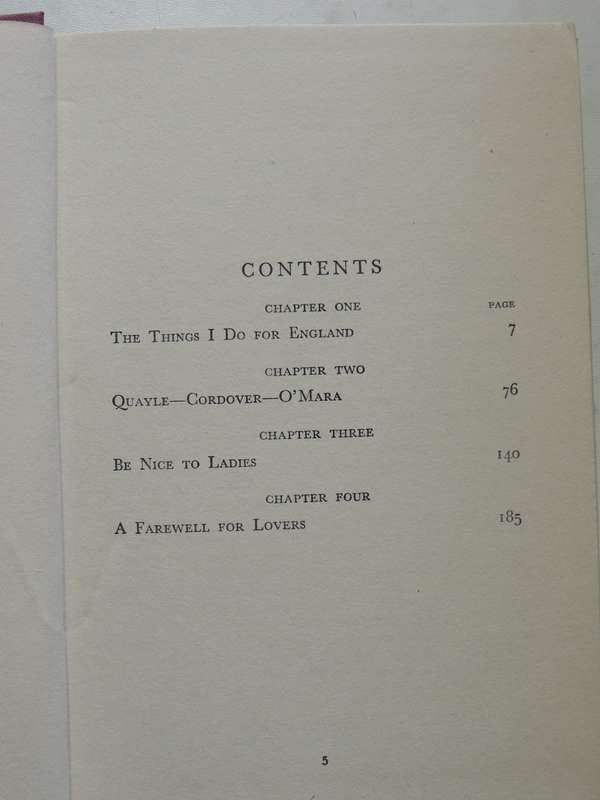 CONTENTS
CHAPTER ONE PAGE
The Things I Do for England 7
CHAPTER TWO
Quayle—Cordover—O'Mara 76
CHAPTER THREE
Be Nice to Ladies 140
CHAPTER FOUR
A Farewell for Lovers 185
5